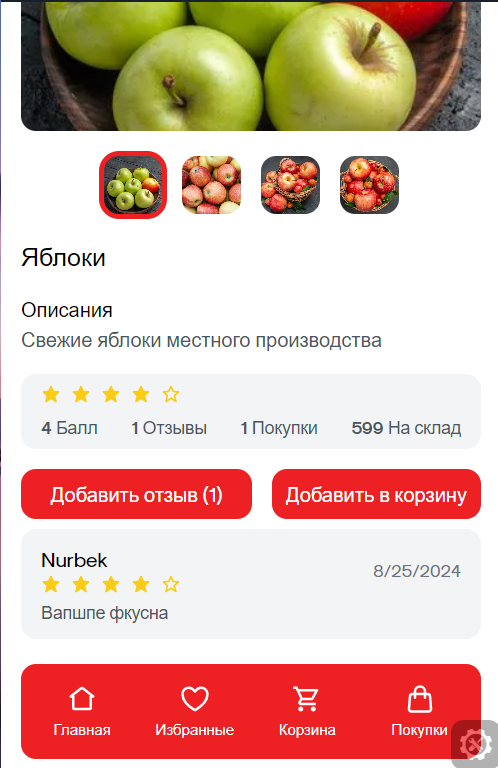 Яблоки
Описания
Свежие яблоки местного производства
4 Балл 1 Отзывы 1 Покупки 599 На склад
Добавить отзыв (1) Добавить в корзину
Nurbek 8/25/2024
Вапшпе фкусна
Главная Избранные Корзина Покупки